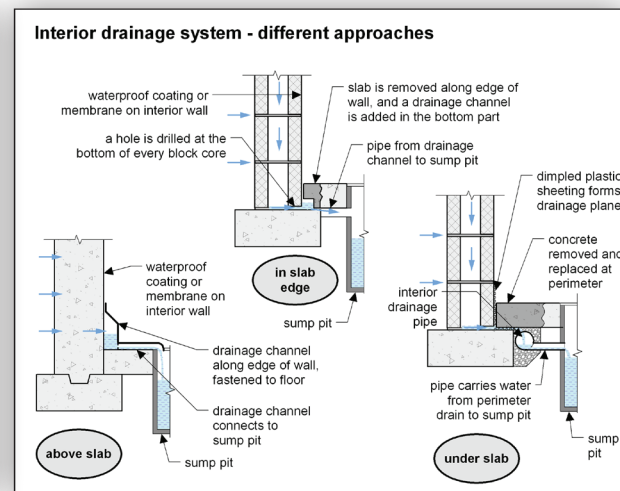 Interior drainage system - different approaches
waterproof coating or
membrane on interior wall
a hole is drilled at the
bottom of every block core
slab is removed along edge of
wall, and a drainage channel
is added in the bottom part
pipe from drainage
channel to sump pit
in slab
edge
sump pit
waterproof
coating or
membrane on
interior wall
drainage channel
along edge of wall,
fastened to floor
drainage channel
connects to
sump pit
sump pit
above slab
dimpled plastic
sheeting forms
drainage plane
concrete
removed and
replaced at
perimeter
interior
drainage
pipe
pipe carries water
from perimeter
drain to sump pit
sump
pit
under slab